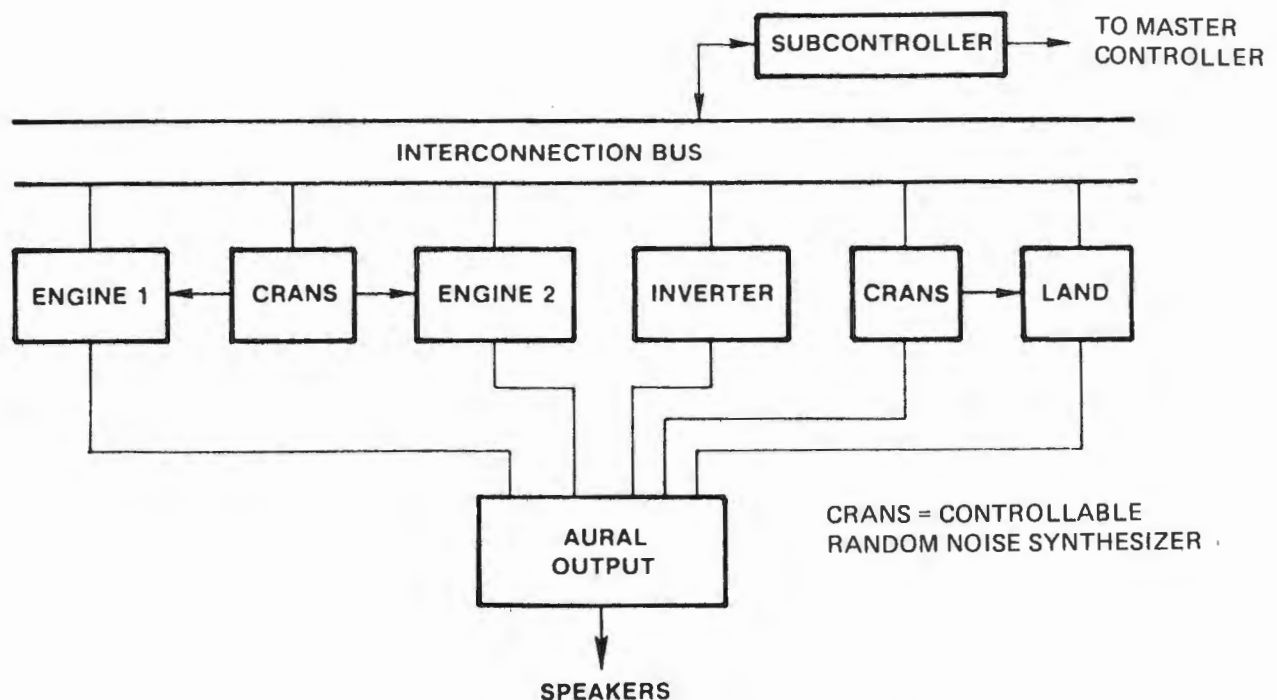 SUBCONTROLLER
TO MASTER
CONTROLLER
INTERCONNECTION BUS
ENGINE 1
CRANS
ENGINE 2
INVERTER
CRANS
LAND
AURAL
OUTPUT
CRANS = CONTROLLABLE
RANDOM NOISE SYNTHESIZER
SPEAKERS